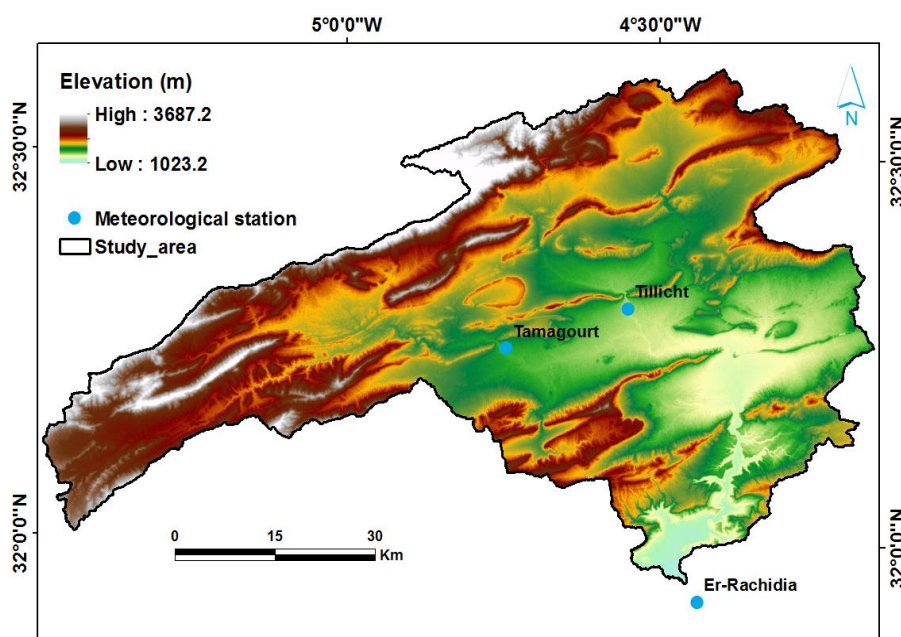 5°0'0"W
4°30'0"W
Elevation (m)
High : 3687.2
Low : 1023.2
N
32°30'0"N
32°30'0"N
Meteorological station
Study_area
Tillicht
Tamagourt
32°0'0"N
32°0'0"N
0 15 30
Km
Er-Rachidia